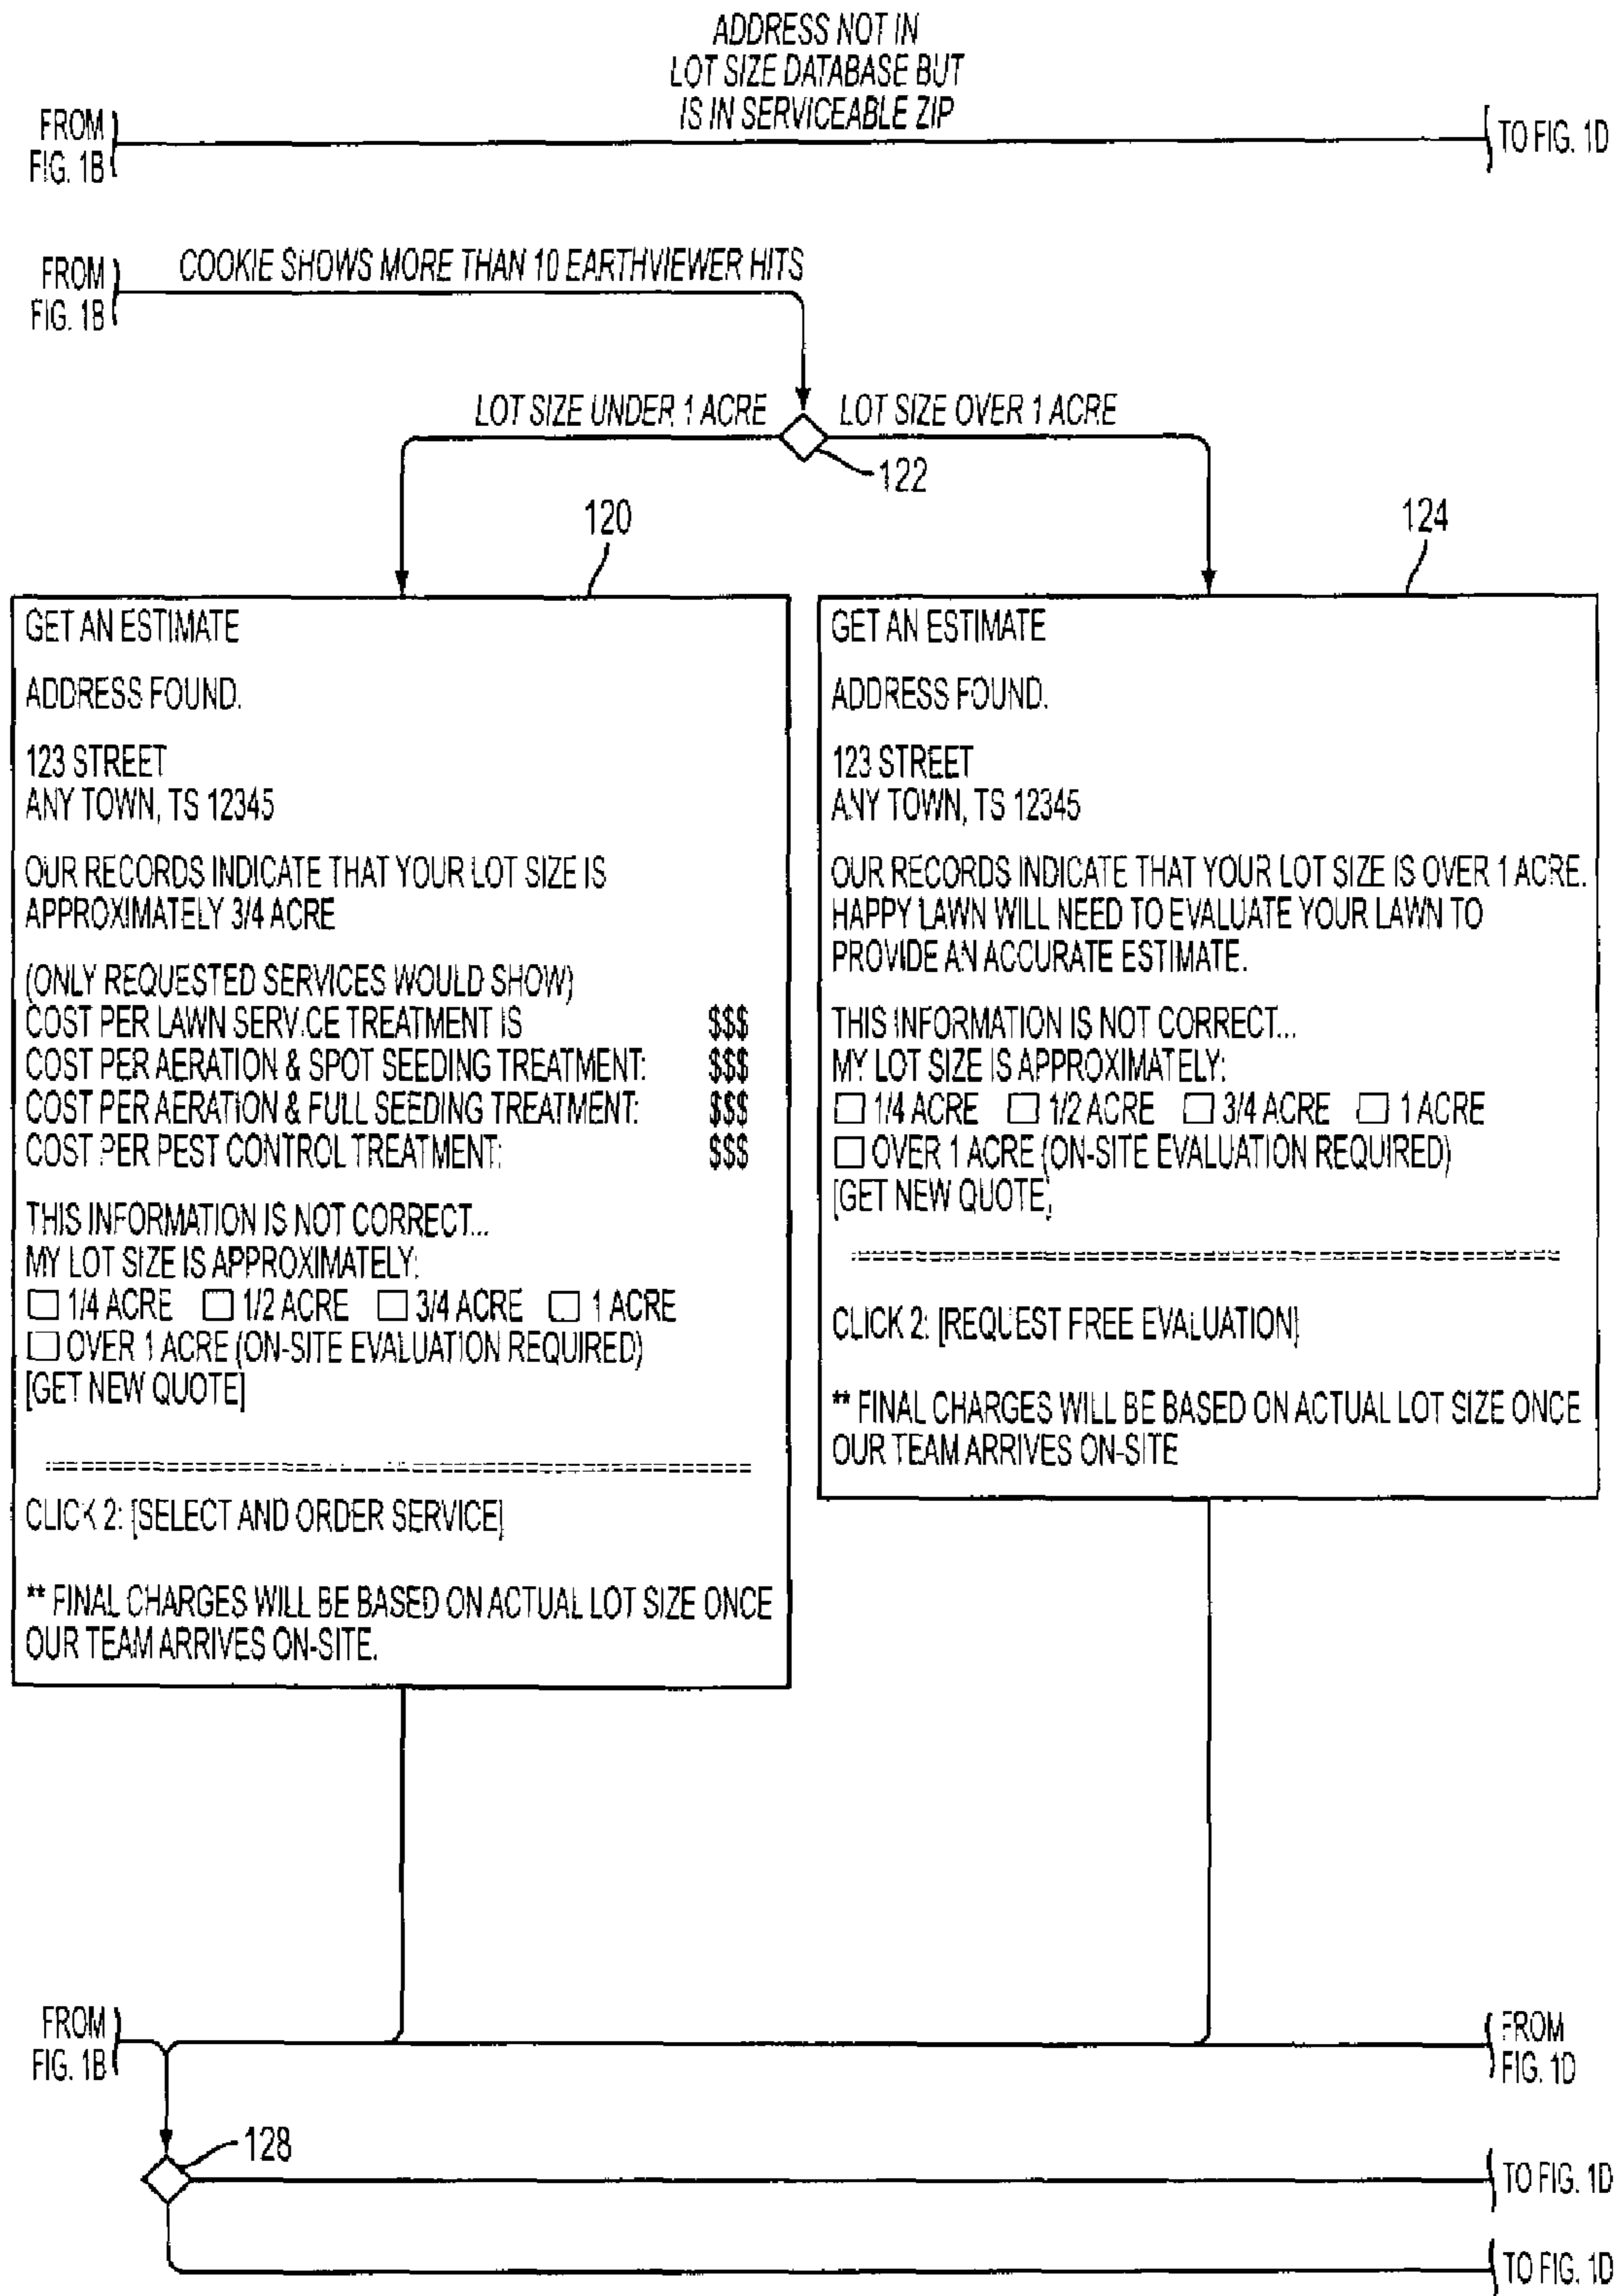 ADDRESS NOT IN
LOT SIZE DATABASE BUT
IS IN SERVICEABLE ZIP
FROM
FIG. 1B
TO FIG. 1D
FROM
FIG. 1B
COOKIE SHOWS MORE THAN 10 EARTHVIEWER HITS
LOT SIZE UNDER 1 ACRE
LOT SIZE OVER 1 ACRE
122
120
GET AN ESTIMATE
ADDRESS FOUND.
123 STREET
ANY TOWN, TS 12345
OUR RECORDS INDICATE THAT YOUR LOT SIZE IS
APPROXIMATELY 3/4 ACRE
(ONLY REQUESTED SERVICES WOULD SHOW)
COST PER LAWN SERVICE TREATMENT IS $$$
COST PER AERATION & SPOT SEEDING TREATMENT: $$$
COST PER AERATION & FULL SEEDING TREATMENT: $$$
COST PER PEST CONTROL TREATMENT: $$$
THIS INFORMATION IS NOT CORRECT...
MY LOT SIZE IS APPROXIMATELY:
☐ 1/4 ACRE ☐ 1/2 ACRE ☐ 3/4 ACRE ☐ 1 ACRE
☐ OVER 1 ACRE (ON-SITE EVALUATION REQUIRED)
[GET NEW QUOTE]
CLICK 2: [SELECT AND ORDER SERVICE]
** FINAL CHARGES WILL BE BASED ON ACTUAL LOT SIZE ONCE
OUR TEAM ARRIVES ON-SITE.
124
GET AN ESTIMATE
ADDRESS FOUND.
123 STREET
ANY TOWN, TS 12345
OUR RECORDS INDICATE THAT YOUR LOT SIZE IS OVER 1 ACRE.
HAPPY LAWN WILL NEED TO EVALUATE YOUR LAWN TO
PROVIDE AN ACCURATE ESTIMATE.
THIS INFORMATION IS NOT CORRECT...
MY LOT SIZE IS APPROXIMATELY:
☐ 1/4 ACRE ☐ 1/2 ACRE ☐ 3/4 ACRE ☐ 1 ACRE
☐ OVER 1 ACRE (ON-SITE EVALUATION REQUIRED)
[GET NEW QUOTE]
CLICK 2: [REQUEST FREE EVALUATION]
** FINAL CHARGES WILL BE BASED ON ACTUAL LOT SIZE ONCE
OUR TEAM ARRIVES ON-SITE
FROM
FIG. 1B
FROM
FIG. 1D
128
TO FIG. 1D
TO FIG. 1D